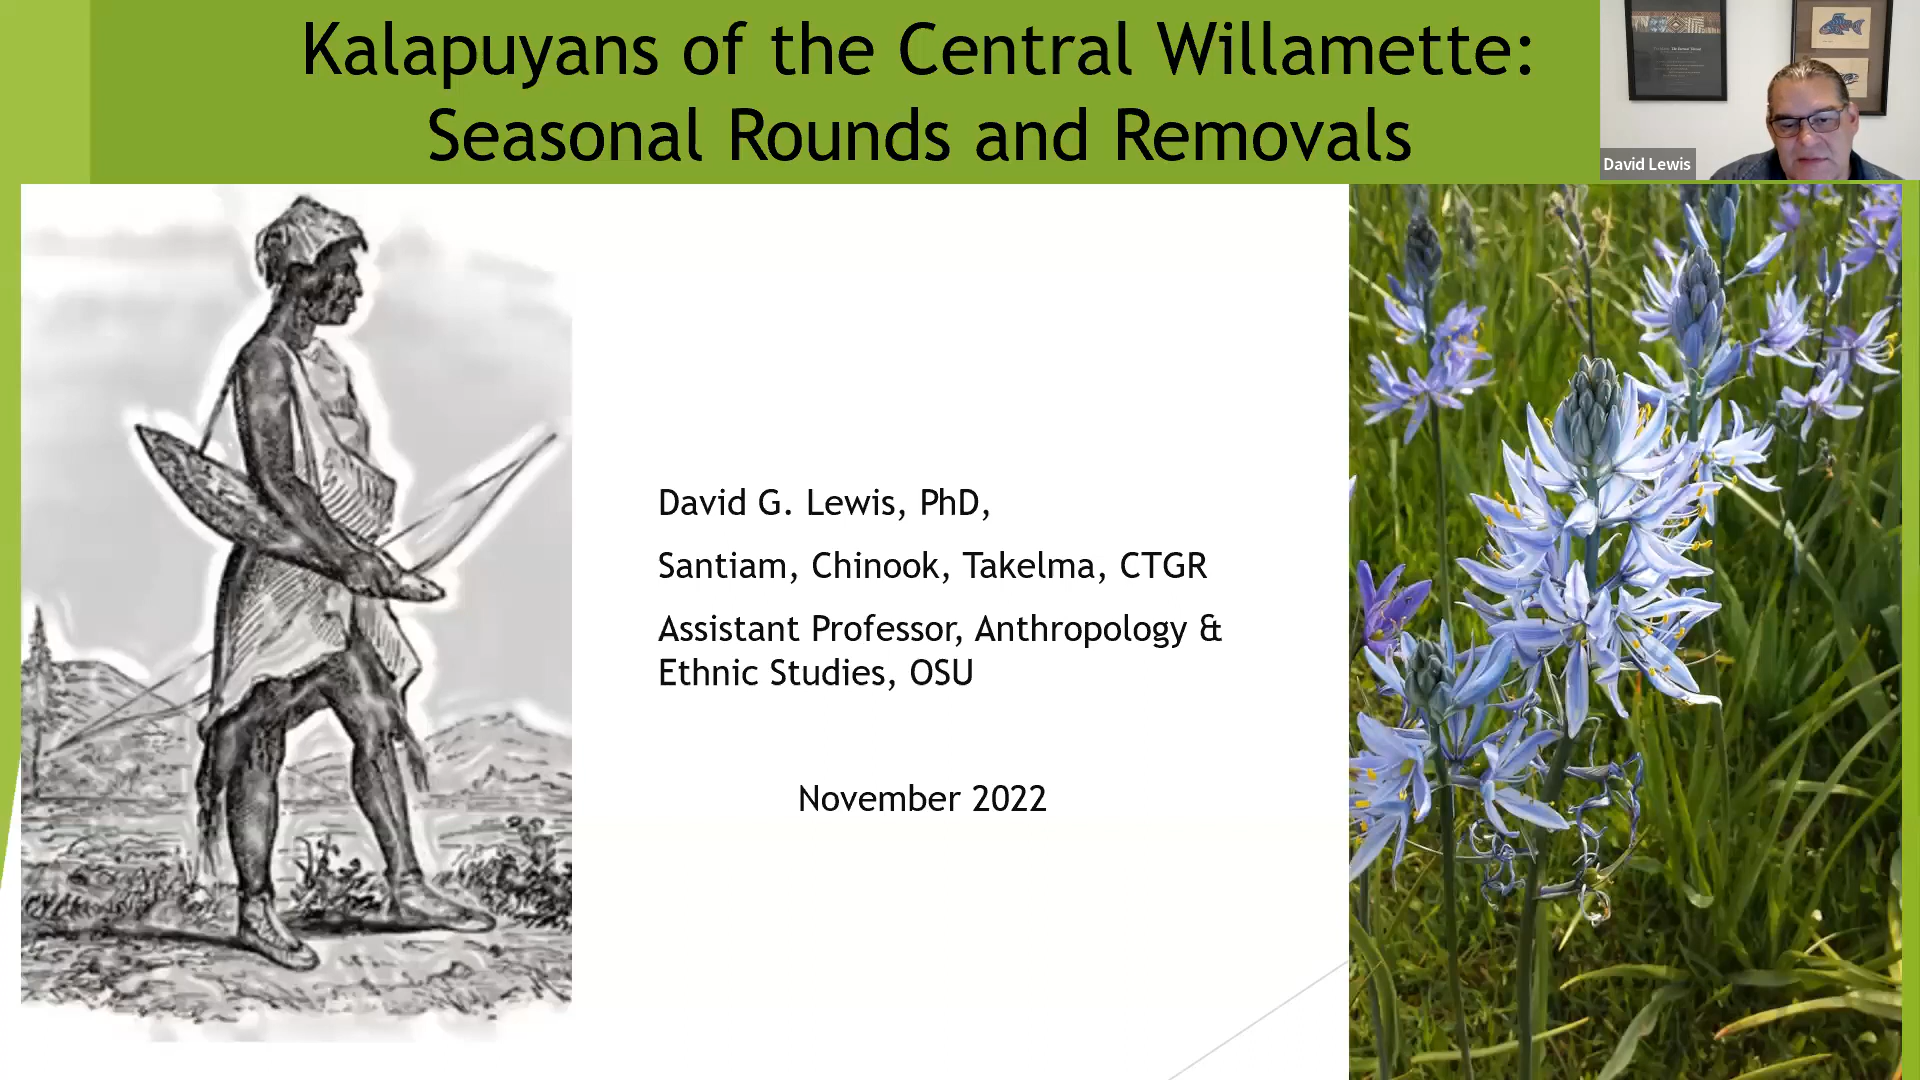 Kalapuyans of the Central Willamette:
Seasonal Rounds and Removals
David Lewis
David G. Lewis, PhD,
Santiam, Chinook, Takelma, CTGR
Assistant Professor, Anthropology &
Ethnic Studies, OSU
November 2022